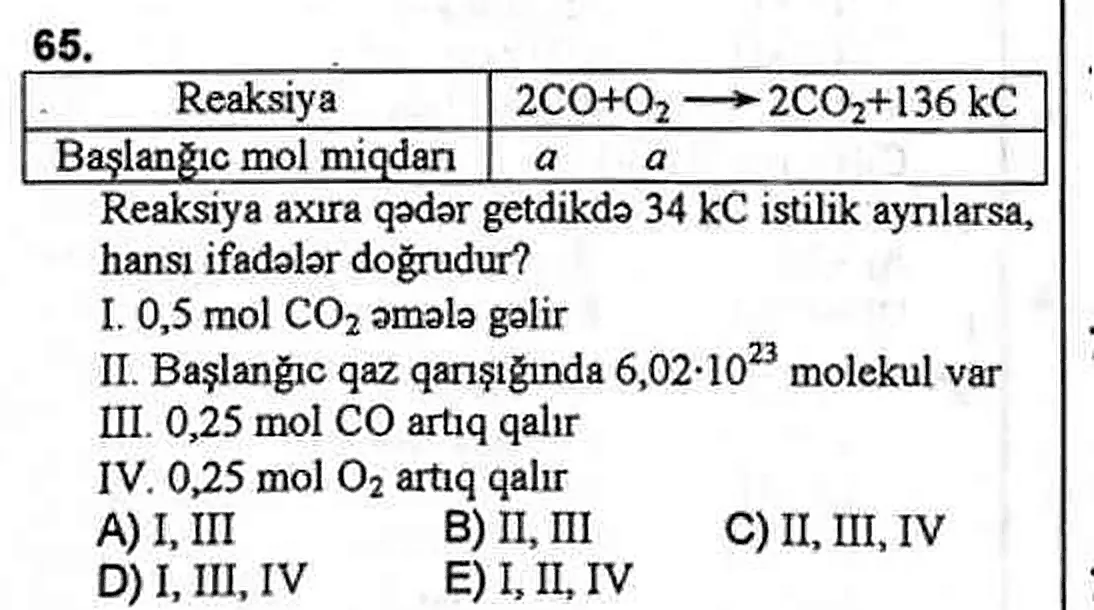 65.
Reaksiya 2CO+O₂ ⟶ 2CO₂+136 kC
Başlanğıc mol miqdarı a a
Reaksiya axıra qədər getdikdə 34 kC istilik ayrılarsa,
hansı ifadələr doğrudur?
I. 0,5 mol CO₂ əmələ gəlir
II. Başlanğıc qaz qarışığında 6,02·10²³ molekul var
III. 0,25 mol CO artıq qalır
IV. 0,25 mol O₂ artıq qalır
A) I, III B) II, III C) II, III, IV
D) I, III, IV E) I, II, IV